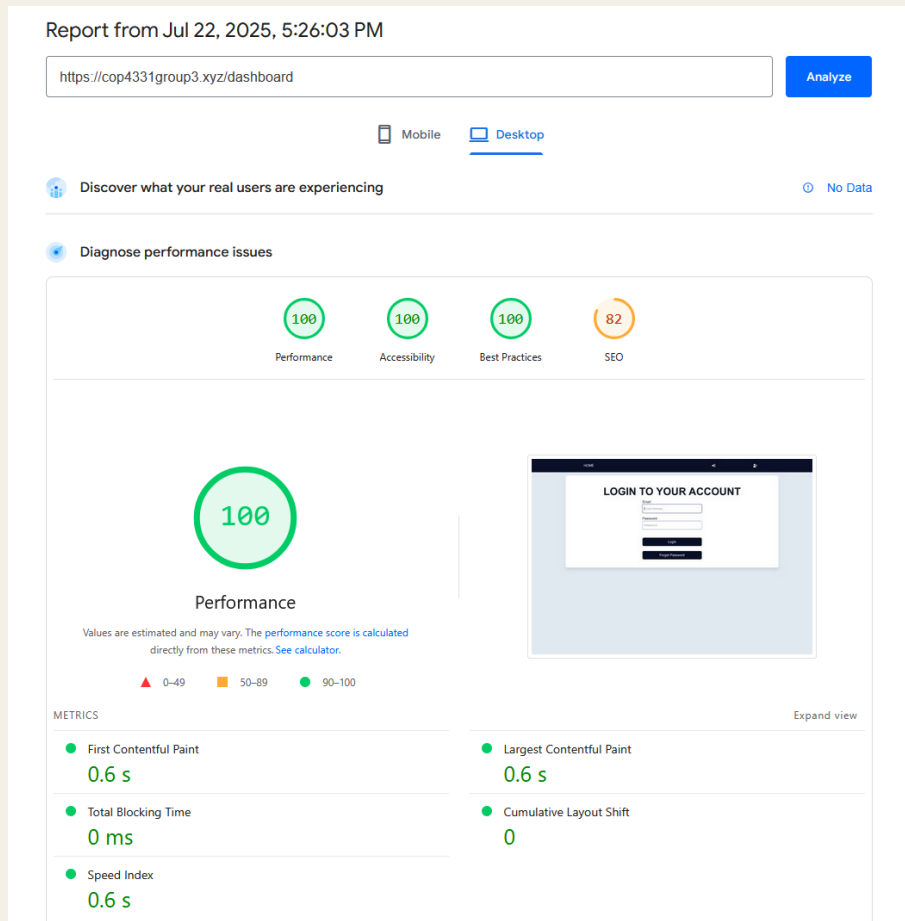 Report from Jul 22, 2025, 5:26:03 PM
https://cop4331group3.xyz/dashboard
Analyze
Mobile
Desktop
Discover what your real users are experiencing
No Data
Diagnose performance issues
100
100
100
82
Performance
Accessibility
Best Practices
SEO
100
Performance
Values are estimated and may vary. The performance score is calculated
directly from these metrics. See calculator.
0–49
50–89
90–100
HOME
LOGIN TO YOUR ACCOUNT
Email
Password
Login
Forgot Password
METRICS
Expand view
First Contentful Paint
0.6 s
Largest Contentful Paint
0.6 s
Total Blocking Time
0 ms
Cumulative Layout Shift
0
Speed Index
0.6 s